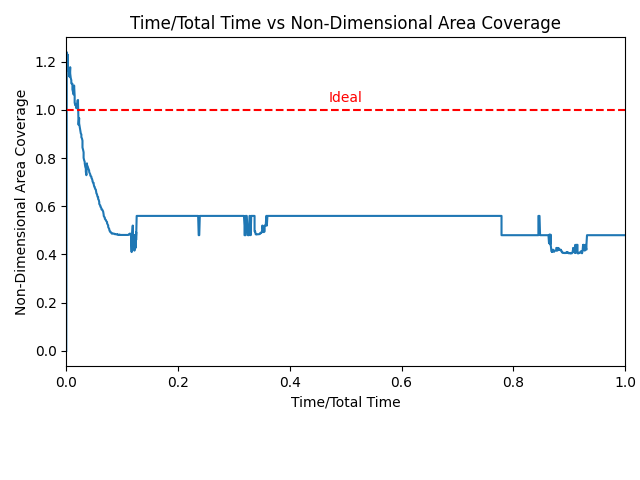 Time/Total Time vs Non-Dimensional Area Coverage
Non-Dimensional Area Coverage
1.2
1.0
0.8
0.6
0.4
0.2
0.0
Ideal
0.0 0.2 0.4 0.6 0.8 1.0
Time/Total Time